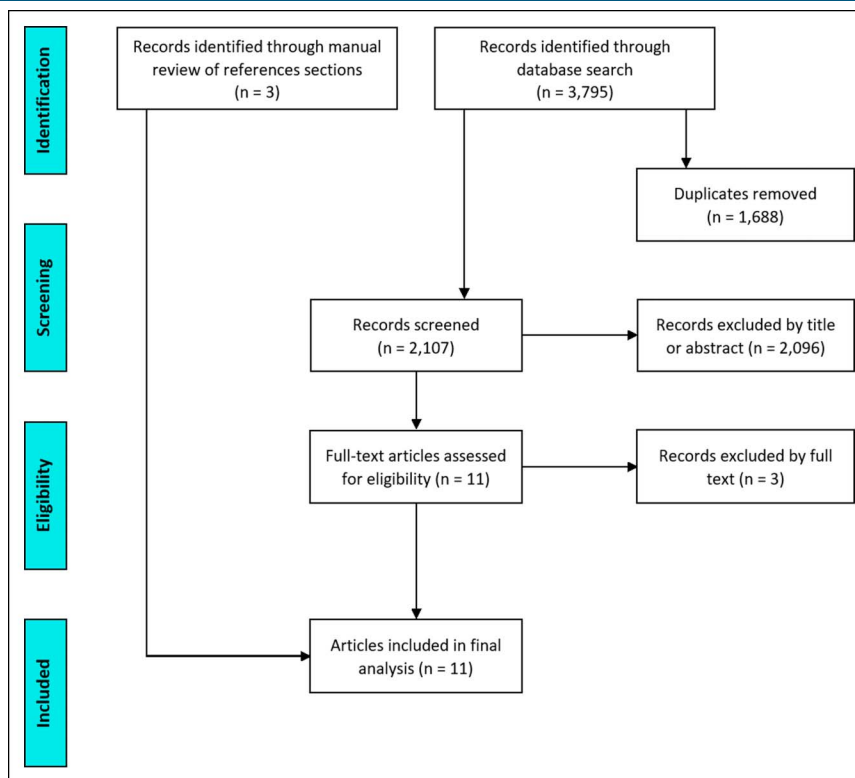 Identification
Records identified through manual
review of references sections
(n = 3)
Records identified through
database search
(n = 3,795)
Duplicates removed
(n = 1,688)
Screening
Records screened
(n = 2,107)
Records excluded by title
or abstract (n = 2,096)
Eligibility
Full-text articles assessed
for eligibility (n = 11)
Records excluded by full
text (n = 3)
Included
Articles included in final
analysis (n = 11)